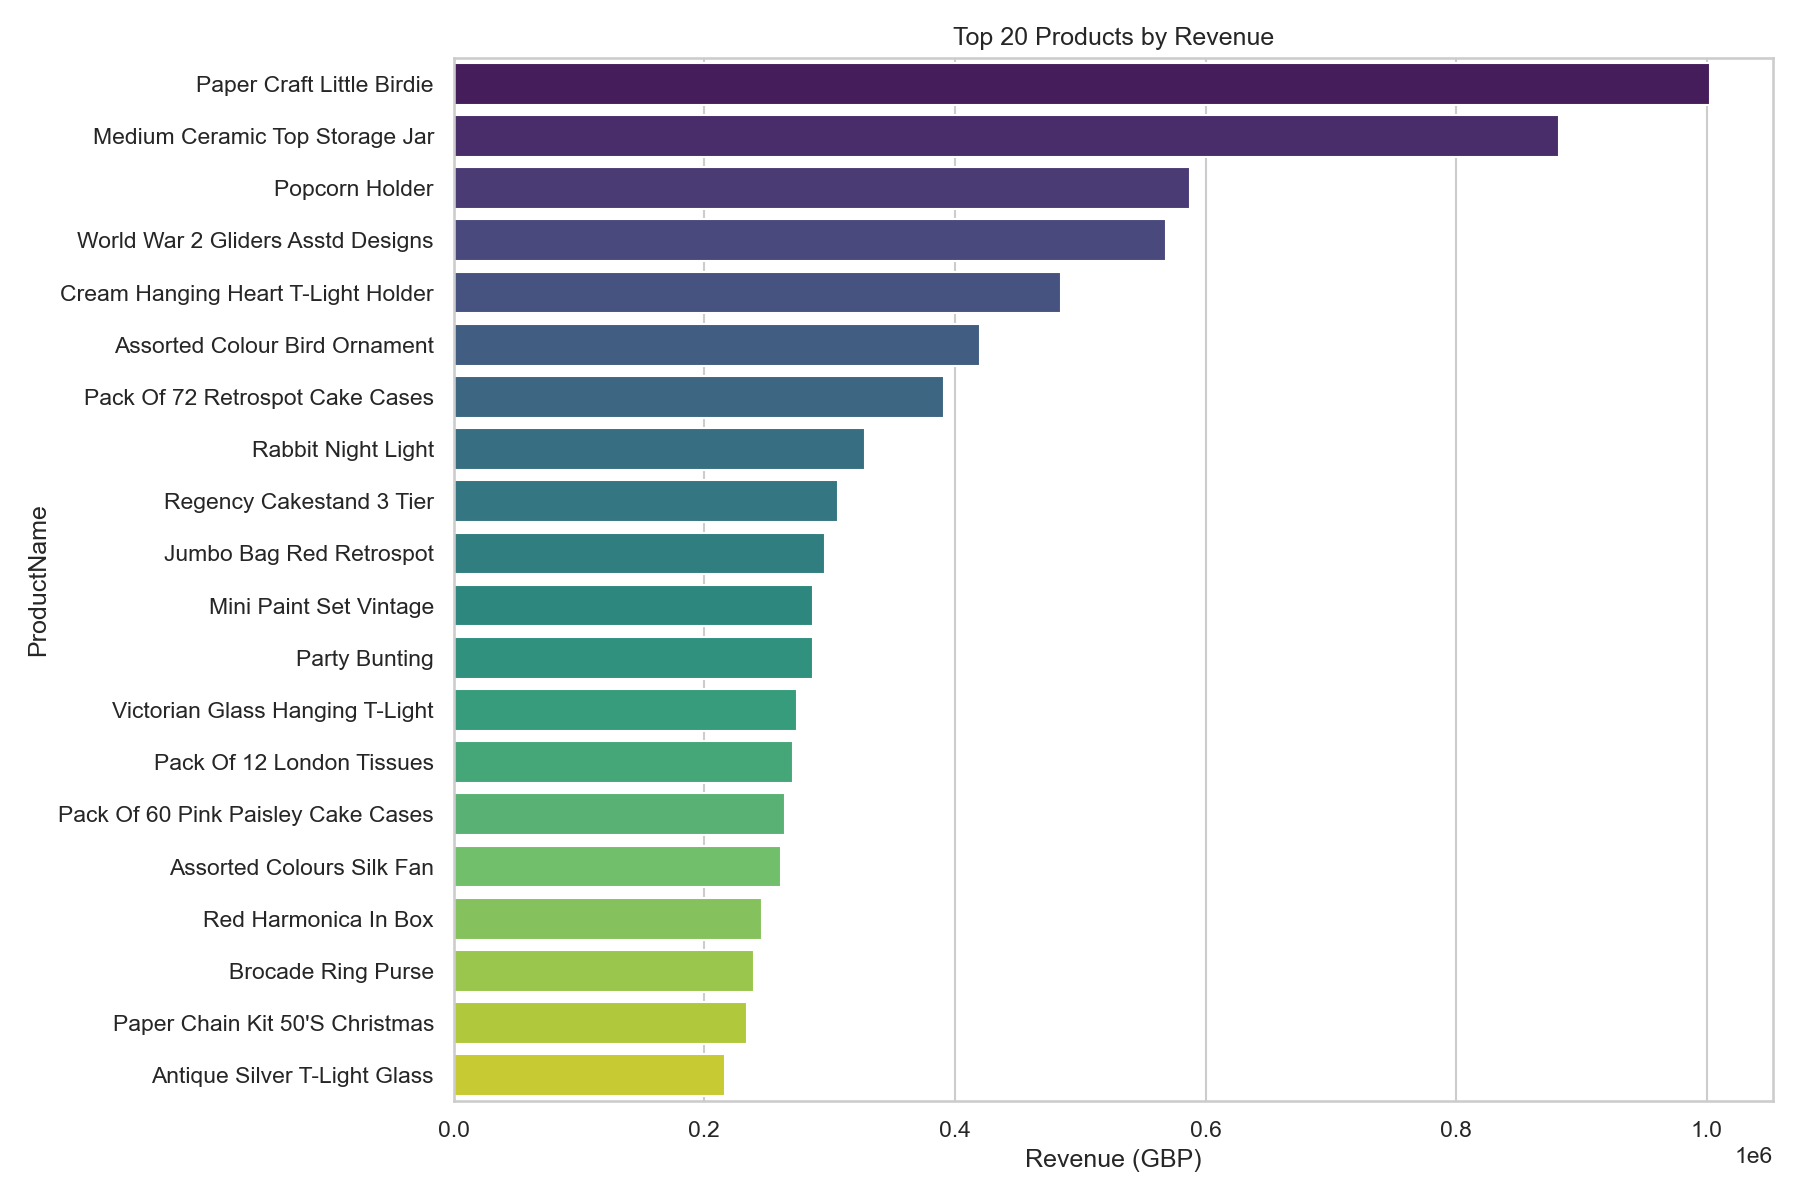 Top 20 Products by Revenue
Paper Craft Little Birdie
Medium Ceramic Top Storage Jar
Popcorn Holder
World War 2 Gliders Asstd Designs
Cream Hanging Heart T-Light Holder
Assorted Colour Bird Ornament
Pack Of 72 Retrospot Cake Cases
Rabbit Night Light
Regency Cakestand 3 Tier
Jumbo Bag Red Retrospot
Mini Paint Set Vintage
Party Bunting
Victorian Glass Hanging T-Light
Pack Of 12 London Tissues
Pack Of 60 Pink Paisley Cake Cases
Assorted Colours Silk Fan
Red Harmonica In Box
Brocade Ring Purse
Paper Chain Kit 50'S Christmas
Antique Silver T-Light Glass
ProductName
0.0 0.2 0.4 0.6 0.8 1.0
1e6
Revenue (GBP)